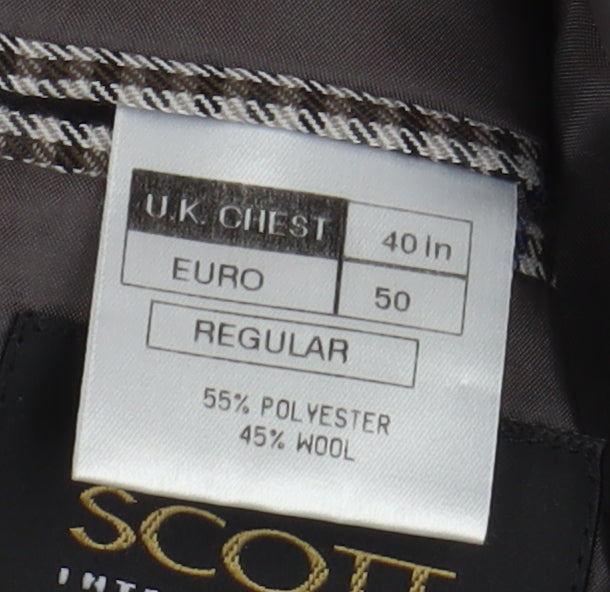 U.K. CHEST 40 in
EURO 50
REGULAR
55% POLYESTER
45% WOOL
SCOTT